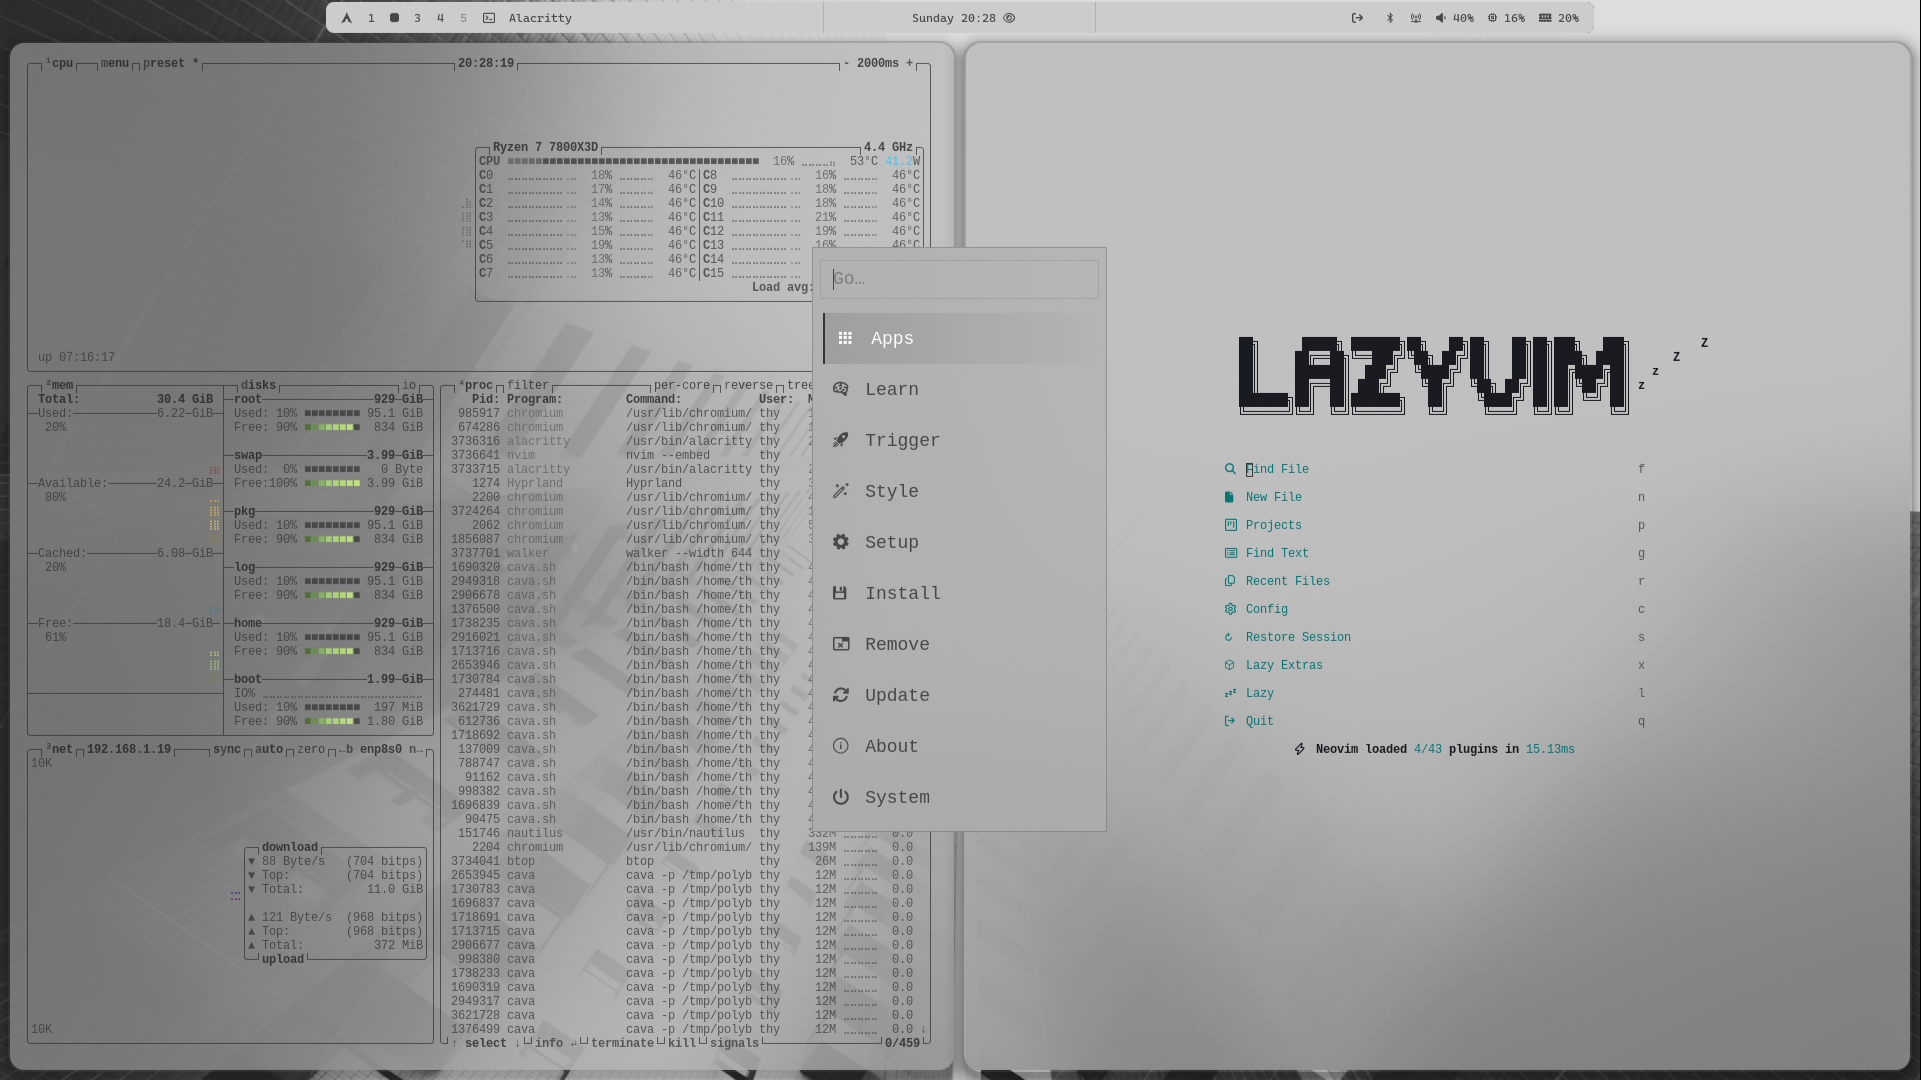 1 3 4 5 Alacritty
Sunday 20:28
40% 16% 20%
¹cpu menu preset * 20:28:19 - 2000ms +
Ryzen 7 7800X3D 4.4 GHz
CPU 16% 53°C 41.2W
C0 18% 46°C C8 16% 46°C
C1 17% 46°C C9 18% 46°C
C2 14% 46°C C10 18% 46°C
C3 13% 46°C C11 21% 46°C
C4 15% 46°C C12 19% 46°C
C5 19% 46°C C13 16% 46°C
C6 13% 46°C C14
C7 13% 46°C C15
Load avg:
up 07:16:17
²mem
Total: 30.4 GiB
Used: 6.22 GiB
20%
Available: 24.2 GiB
80%
Cached: 6.08 GiB
20%
Free: 18.4 GiB
61%
disks io
root 929 GiB
Used: 10% 95.1 GiB
Free: 90% 834 GiB
swap 3.99 GiB
Used: 0% 0 Byte
Free:100% 3.99 GiB
pkg 929 GiB
Used: 10% 95.1 GiB
Free: 90% 834 GiB
log 929 GiB
Used: 10% 95.1 GiB
Free: 90% 834 GiB
home 929 GiB
Used: 10% 95.1 GiB
Free: 90% 834 GiB
boot 1.99 GiB
IO%
Used: 10% 197 MiB
Free: 90% 1.80 GiB
³net 192.168.1.19 sync auto zero ←b enp8s0 n→
10K
download
▼ 88 Byte/s (704 bitps)
▼ Top: (704 bitps)
▼ Total: 11.0 GiB
▲ 121 Byte/s (968 bitps)
▲ Top: (968 bitps)
▲ Total: 372 MiB
upload
10K
⁴proc filter per-core reverse tree
Pid: Program: Command: User:
985917 chromium /usr/lib/chromium/ thy
674286 chromium /usr/lib/chromium/ thy
3736316 alacritty /usr/bin/alacritty thy
3736641 nvim nvim --embed thy
3733715 alacritty /usr/bin/alacritty thy
1274 Hyprland Hyprland thy
2200 chromium /usr/lib/chromium/ thy
3724264 chromium /usr/lib/chromium/ thy
2062 chromium /usr/lib/chromium/ thy
1856087 chromium /usr/lib/chromium/ thy
3737701 walker walker --width 644 thy
1690320 cava.sh /bin/bash /home/th thy
2949318 cava.sh /bin/bash /home/th thy
2906678 cava.sh /bin/bash /home/th thy
1376500 cava.sh /bin/bash /home/th thy
1738235 cava.sh /bin/bash /home/th thy
2916021 cava.sh /bin/bash /home/th thy
1713716 cava.sh /bin/bash /home/th thy
2653946 cava.sh /bin/bash /home/th thy
1730784 cava.sh /bin/bash /home/th thy
274481 cava.sh /bin/bash /home/th thy
3621729 cava.sh /bin/bash /home/th thy
612736 cava.sh /bin/bash /home/th thy
1718692 cava.sh /bin/bash /home/th thy
137009 cava.sh /bin/bash /home/th thy
788747 cava.sh /bin/bash /home/th thy
91162 cava.sh /bin/bash /home/th thy
998382 cava.sh /bin/bash /home/th thy
1696839 cava.sh /bin/bash /home/th thy
90475 cava.sh /bin/bash /home/th thy
151746 nautilus /usr/bin/nautilus thy 332M 0.0
2204 chromium /usr/lib/chromium/ thy 139M 0.0
3734041 btop btop thy 26M 0.0
2653945 cava cava -p /tmp/polyb thy 12M 0.0
1730783 cava cava -p /tmp/polyb thy 12M 0.0
1696837 cava cava -p /tmp/polyb thy 12M 0.0
1718691 cava cava -p /tmp/polyb thy 12M 0.0
1713715 cava cava -p /tmp/polyb thy 12M 0.0
2906677 cava cava -p /tmp/polyb thy 12M 0.0
998380 cava cava -p /tmp/polyb thy 12M 0.0
1738233 cava cava -p /tmp/polyb thy 12M 0.0
1690319 cava cava -p /tmp/polyb thy 12M 0.0
2949317 cava cava -p /tmp/polyb thy 12M 0.0
3621728 cava cava -p /tmp/polyb thy 12M 0.0
1376499 cava cava -p /tmp/polyb thy 12M 0.0 ↓
↑ select ↓ info ↵ terminate kill signals 0/459
Go…
Apps
Learn
Trigger
Style
Setup
Install
Remove
Update
About
System
LAZYVIM z z Z Z
Find File f
New File n
Projects p
Find Text g
Recent Files r
Config c
Restore Session s
Lazy Extras x
Lazy l
Quit q
Neovim loaded 4/43 plugins in 15.13ms